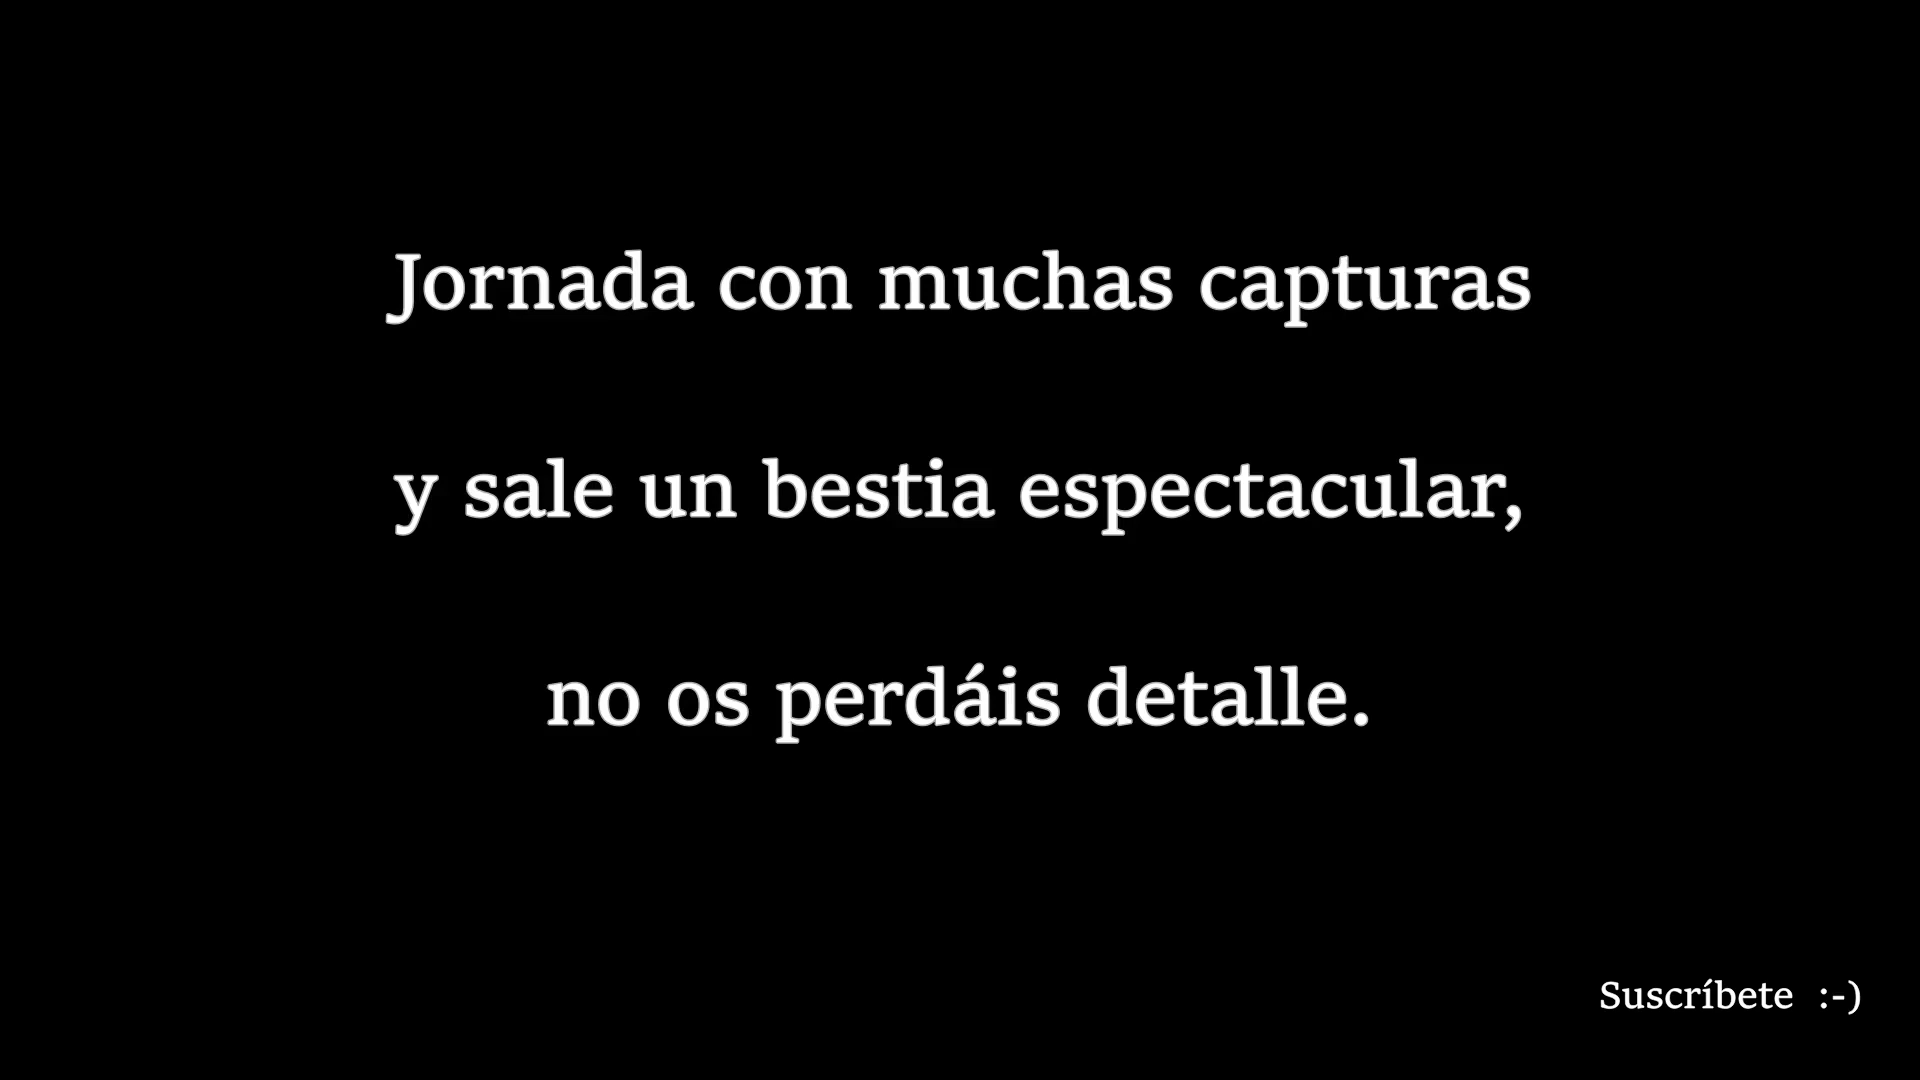 Jornada con muchas capturas
y sale un bestia espectacular,
no os perdáis detalle.
Suscríbete :-)